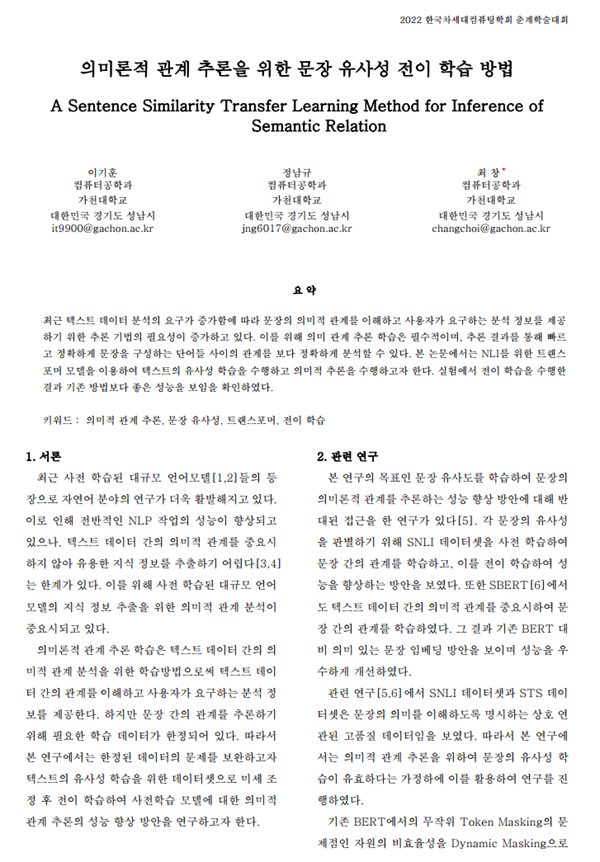 2022 한국차세대컴퓨팅학회 춘계학술대회
의미론적 관계 추론을 위한 문장 유사성 전이 학습 방법
A Sentence Similarity Transfer Learning Method for Inference of
Semantic Relation
이기훈
컴퓨터공학과
가천대학교
대한민국 경기도 성남시
it9900@gachon.ac.kr
정남규
컴퓨터공학과
가천대학교
대한민국 경기도 성남시
jng6017@gachon.ac.kr
최 창*
컴퓨터공학과
가천대학교
대한민국 경기도 성남시
changchoi@gachon.ac.kr
요 약
최근 텍스트 데이터 분석의 요구가 증가함에 따라 문장의 의미적 관계를 이해하고 사용자가 요구하는 분석 정보를 제공
하기 위한 추론 기법의 필요성이 증가하고 있다. 이를 위해 의미 관계 추론 학습은 필수적이며, 추론 결과를 통해 빠르
고 정확하게 문장을 구성하는 단어들 사이의 관계를 보다 정확하게 분석할 수 있다. 본 논문에서는 NLI를 위한 트랜스
포머 모델을 이용하여 텍스트의 유사성 학습을 수행하고 의미적 추론을 수행하고자 한다. 실험에서 전이 학습을 수행한
결과 기존 방법보다 좋은 성능을 보임을 확인하였다.
키워드 : 의미적 관계 추론, 문장 유사성, 트랜스포머, 전이 학습
1. 서론
최근 사전 학습된 대규모 언어모델[1,2]들의 등
장으로 자연어 분야의 연구가 더욱 활발해지고 있다.
이로 인해 전반적인 NLP 작업의 성능이 향상되고
있으나, 텍스트 데이터 간의 의미적 관계를 중요시
하지 않아 유용한 지식 정보를 추출하기 어렵다[3,4]
는 한계가 있다. 이를 위해 사전 학습된 대규모 언어
모델의 지식 정보 추출을 위한 의미적 관계 분석이
중요시되고 있다.
의미론적 관계 추론 학습은 텍스트 데이터 간의 의
미적 관계 분석을 위한 학습방법으로써 텍스트 데이
터 간의 관계를 이해하고 사용자가 요구하는 분석 정
보를 제공한다. 하지만 문장 간의 관계를 추론하기
위해 필요한 학습 데이터가 한정되어 있다. 따라서
본 연구에서는 한정된 데이터의 문제를 보완하고자
텍스트의 유사성 학습을 위한 데이터셋으로 미세 조
정 후 전이 학습하여 사전학습 모델에 대한 의미적
관계 추론의 성능 향상 방안을 연구하고자 한다.
2. 관련 연구
본 연구의 목표인 문장 유사도를 학습하여 문장의
의미론적 관계를 추론하는 성능 향상 방안에 대해 반
대된 접근을 한 연구가 있다[5]. 각 문장의 유사성
을 판별하기 위해 SNLI 데이터셋을 사전 학습하여
문장 간의 관계를 학습하고, 이를 전이 학습하여 성
능을 향상하는 방안을 보였다. 또한 SBERT[6]에서
도 텍스트 데이터 간의 의미적 관계를 중요시하여 문
장 간의 관계를 학습하였다. 그 결과 기존 BERT 대
비 의미 있는 문장 임베딩 방안을 보이며 성능을 우
수하게 개선하였다.
관련 연구[5,6]에서 SNLI 데이터셋과 STS 데이
터셋은 문장의 의미를 이해하도록 명시하는 상호 연
관된 고품질 데이터임을 보였다. 따라서 본 연구에
서는 의미적 관계 추론을 위하여 문장의 유사성 학
습이 유효하다는 가정하에 이를 활용하여 연구를 진
행하였다.
기존 BERT에서의 무작위 Token Masking의 문
제점인 자원의 비효율성을 Dynamic Masking으로